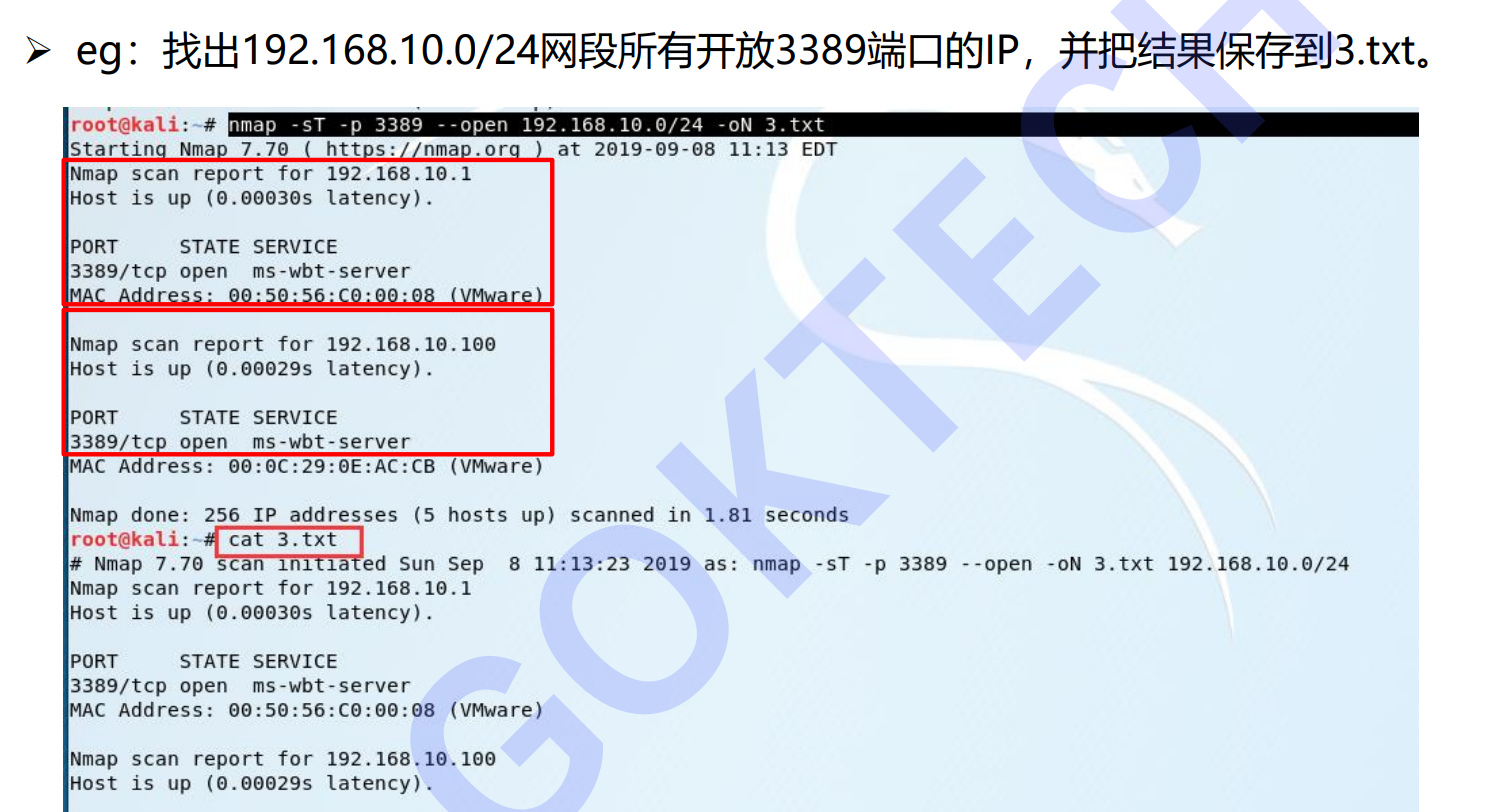 ➢ eg：找出192.168.10.0/24网段所有开放3389端口的IP，并把结果保存到3.txt。
root@kali:~# nmap -sT -p 3389 --open 192.168.10.0/24 -oN 3.txt
Starting Nmap 7.70 ( https://nmap.org ) at 2019-09-08 11:13 EDT
Nmap scan report for 192.168.10.1
Host is up (0.00030s latency).
PORT     STATE SERVICE
3389/tcp open  ms-wbt-server
MAC Address: 00:50:56:C0:00:08 (VMware)
Nmap scan report for 192.168.10.100
Host is up (0.00029s latency).
PORT     STATE SERVICE
3389/tcp open  ms-wbt-server
MAC Address: 00:0C:29:0E:AC:CB (VMware)
Nmap done: 256 IP addresses (5 hosts up) scanned in 1.81 seconds
root@kali:~# cat 3.txt
# Nmap 7.70 scan initiated Sun Sep  8 11:13:23 2019 as: nmap -sT -p 3389 --open -oN 3.txt 192.168.10.0/24
Nmap scan report for 192.168.10.1
Host is up (0.00030s latency).
PORT     STATE SERVICE
3389/tcp open  ms-wbt-server
MAC Address: 00:50:56:C0:00:08 (VMware)
Nmap scan report for 192.168.10.100
Host is up (0.00029s latency).
GOKTECH